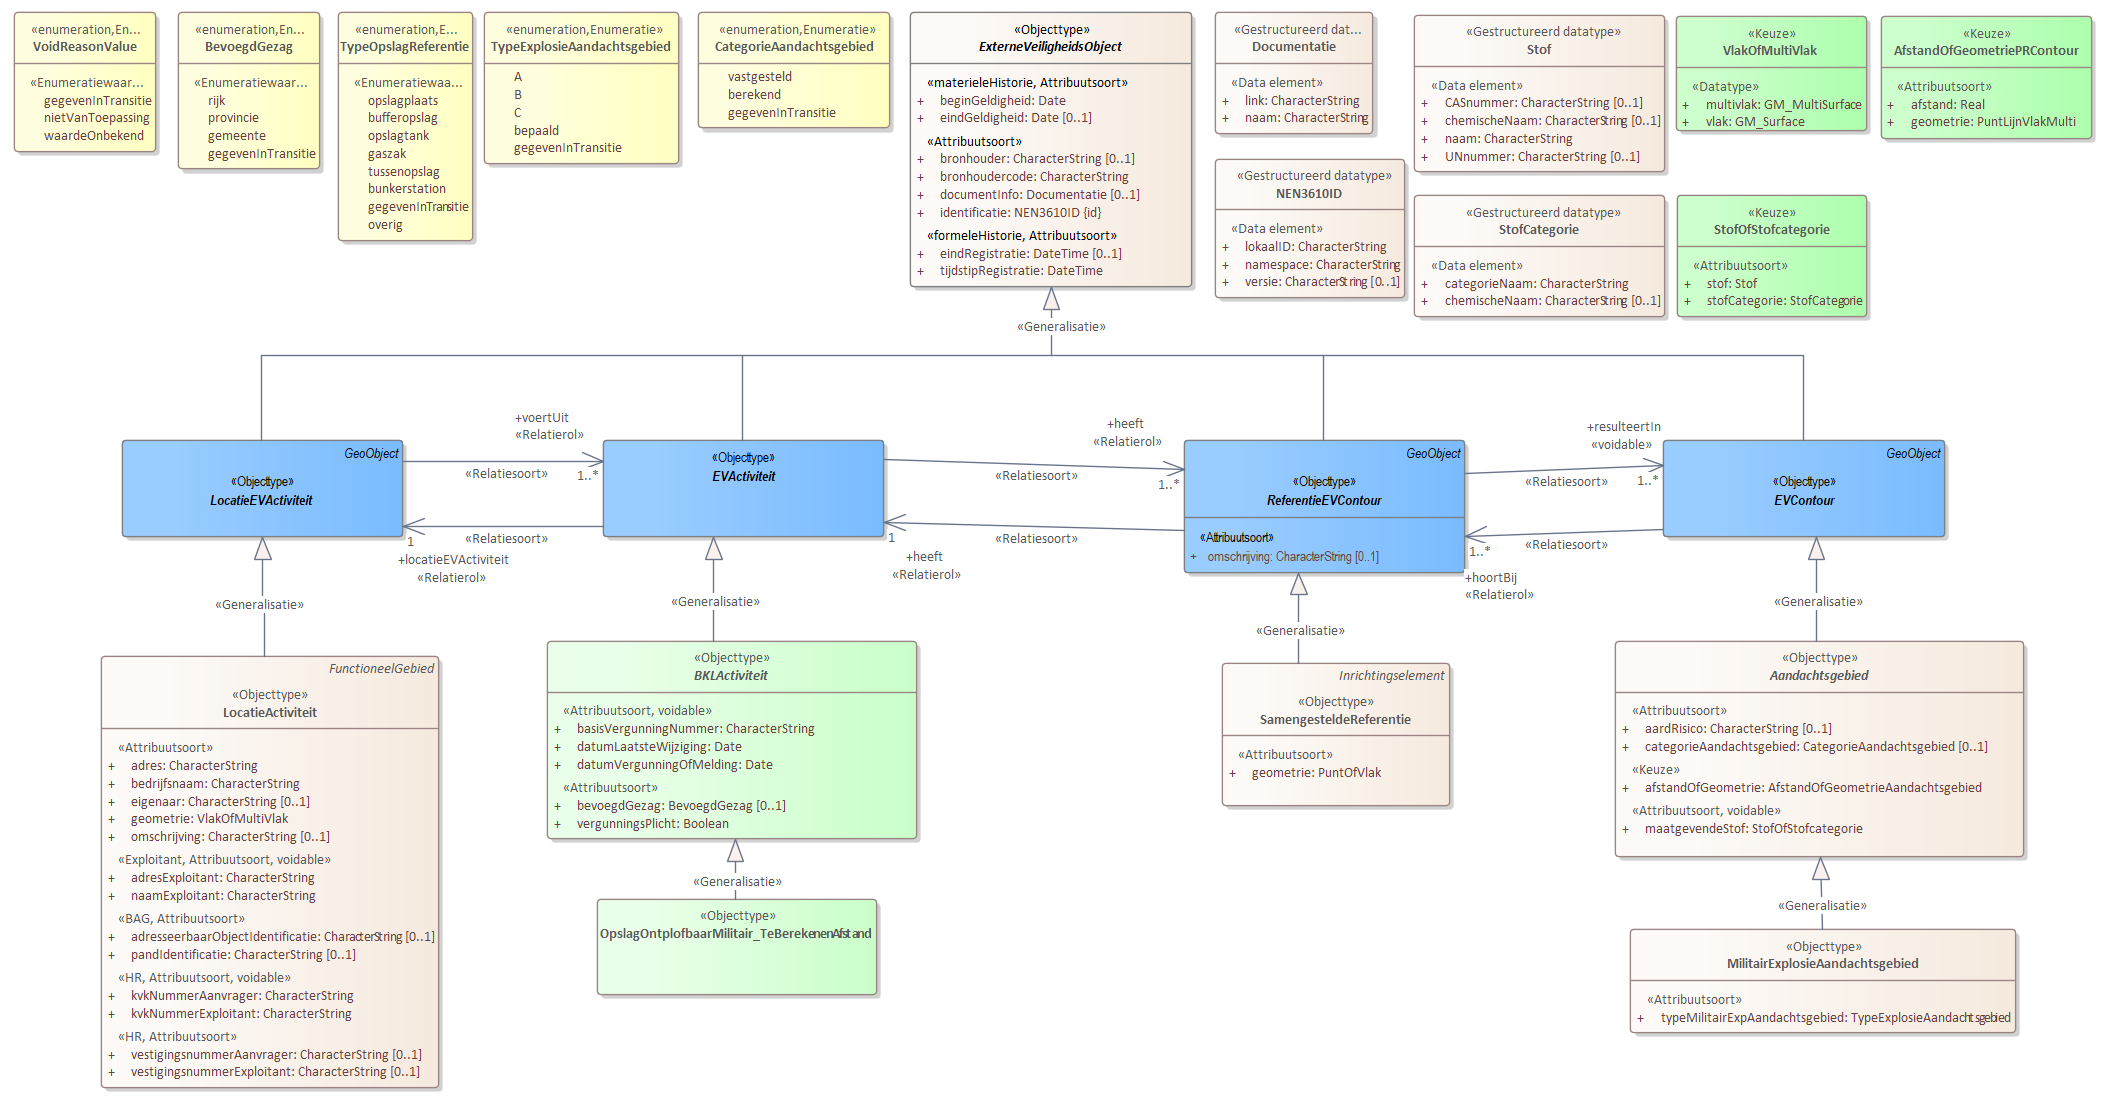 «enumeration,En...
VoidReasonValue
«Enumeratiewaar...
gegevenInTransitie
nietVanToepassing
waardeOnbekend
«enumeration,En...
BevoegdGezag
«Enumeratiewaar...
rijk
provincie
gemeente
gegevenInTransitie
«enumeration,E...
TypeOpslagReferentie
«Enumeratiewaa...
opslagplaats
bufferopslag
opslagtank
gaszak
tussenopslag
bunkerstation
gegevenInTransitie
overig
«enumeration,Enumeratie»
TypeExplosieAandachtsgebied
A
B
C
bepaald
gegevenInTransitie
«enumeration,Enumeratie»
CategorieAandachtsgebied
vastgesteld
berekend
gegevenInTransitie
«Objecttype»
ExterneVeiligheidsObject
«materieleHistorie, Attribuutsoort»
+ beginGeldigheid: Date
+ eindGeldigheid: Date [0..1]
«Attribuutsoort»
+ bronhouder: CharacterString [0..1]
+ bronhoudercode: CharacterString
+ documentInfo: Documentatie [0..1]
+ identificatie: NEN3610ID {id}
«formeleHistorie, Attribuutsoort»
+ eindRegistratie: DateTime [0..1]
+ tijdstipRegistratie: DateTime
«Gestructureerd dat...
Documentatie
«Data element»
+ link: CharacterString
+ naam: CharacterString
«Gestructureerd datatype»
NEN3610ID
«Data element»
+ lokaalID: CharacterString
+ namespace: CharacterString
+ versie: CharacterString [0..1]
«Gestructureerd datatype»
Stof
«Data element»
+ CASnummer: CharacterString [0..1]
+ chemischeNaam: CharacterString [0..1]
+ naam: CharacterString
+ UNnummer: CharacterString [0..1]
«Gestructureerd datatype»
StofCategorie
«Data element»
+ categorieNaam: CharacterString
+ chemischeNaam: CharacterString [0..1]
«Keuze»
VlakOfMultiVlak
«Datatype»
+ multivlak: GM_MultiSurface
+ vlak: GM_Surface
«Keuze»
StofOfStofcategorie
«Attribuutsoort»
+ stof: Stof
+ stofCategorie: StofCategorie
«Keuze»
AfstandOfGeometriePRContour
«Attribuutsoort»
+ afstand: Real
+ geometrie: PuntLijnVlakMulti
«Generalisatie»
GeoObject
«Objecttype»
LocatieEVActiviteit
+voertUit
«Relatierol»
«Relatiesoort»
1..*
«Relatiesoort»
1
+locatieEVActiviteit
«Relatierol»
«Objecttype»
EVActiviteit
+heeft
«Relatierol»
«Relatiesoort»
1..*
«Relatiesoort»
1
+heeft
«Relatierol»
GeoObject
«Objecttype»
ReferentieEVContour
«Attribuutsoort»
+ omschrijving: CharacterString [0..1]
+resulteertIn
«voidable»
«Relatiesoort»
1..*
«Relatiesoort»
1..*
+hoortBij
«Relatierol»
GeoObject
«Objecttype»
EVContour
«Generalisatie»
«Generalisatie»
«Generalisatie»
«Generalisatie»
FunctioneelGebied
«Objecttype»
LocatieActiviteit
«Attribuutsoort»
+ adres: CharacterString
+ bedrijfsnaam: CharacterString
+ eigenaar: CharacterString [0..1]
+ geometrie: VlakOfMultiVlak
+ omschrijving: CharacterString [0..1]
«Exploitant, Attribuutsoort, voidable»
+ adresExploitant: CharacterString
+ naamExploitant: CharacterString
«BAG, Attribuutsoort»
+ adresseerbaarObjectIdentificatie: CharacterString [0..1]
+ pandIdentificatie: CharacterString [0..1]
«HR, Attribuutsoort, voidable»
+ kvkNummerAanvrager: CharacterString
+ kvkNummerExploitant: CharacterString
«HR, Attribuutsoort»
+ vestigingsnummerAanvrager: CharacterString [0..1]
+ vestigingsnummerExploitant: CharacterString [0..1]
«Objecttype»
BKLActiviteit
«Attribuutsoort, voidable»
+ basisVergunningNummer: CharacterString
+ datumLaatsteWijziging: Date
+ datumVergunningOfMelding: Date
«Attribuutsoort»
+ bevoegdGezag: BevoegdGezag [0..1]
+ vergunningsPlicht: Boolean
«Generalisatie»
«Objecttype»
OpslagOntplofbaarMilitair_TeBerekenenAfstand
Inrichtingselement
«Objecttype»
SamengesteldeReferentie
«Attribuutsoort»
+ geometrie: PuntOfVlak
«Objecttype»
Aandachtsgebied
«Attribuutsoort»
+ aardRisico: CharacterString [0..1]
+ categorieAandachtsgebied: CategorieAandachtsgebied [0..1]
«Keuze»
+ afstandOfGeometrie: AfstandOfGeometrieAandachtsgebied
«Attribuutsoort, voidable»
+ maatgevendeStof: StofOfStofcategorie
«Generalisatie»
«Objecttype»
MilitairExplosieAandachtsgebied
«Attribuutsoort»
+ typeMilitairExpAandachtsgebied: TypeExplosieAandachtsgebied